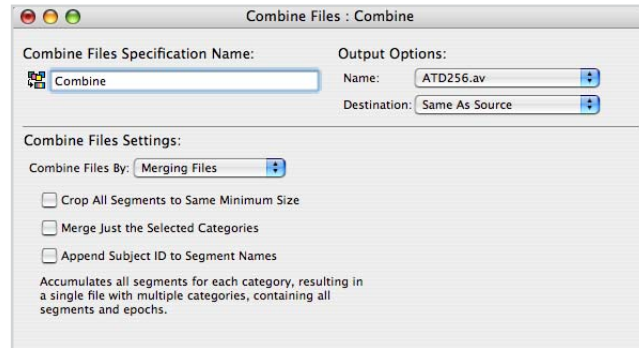 Combine Files : Combine
Combine Files Specification Name:
Combine
Output Options:
Name: ATD256.av
Destination: Same As Source
Combine Files Settings:
Combine Files By: Merging Files
Crop All Segments to Same Minimum Size
Merge Just the Selected Categories
Append Subject ID to Segment Names
Accumulates all segments for each category, resulting in
a single file with multiple categories, containing all
segments and epochs.